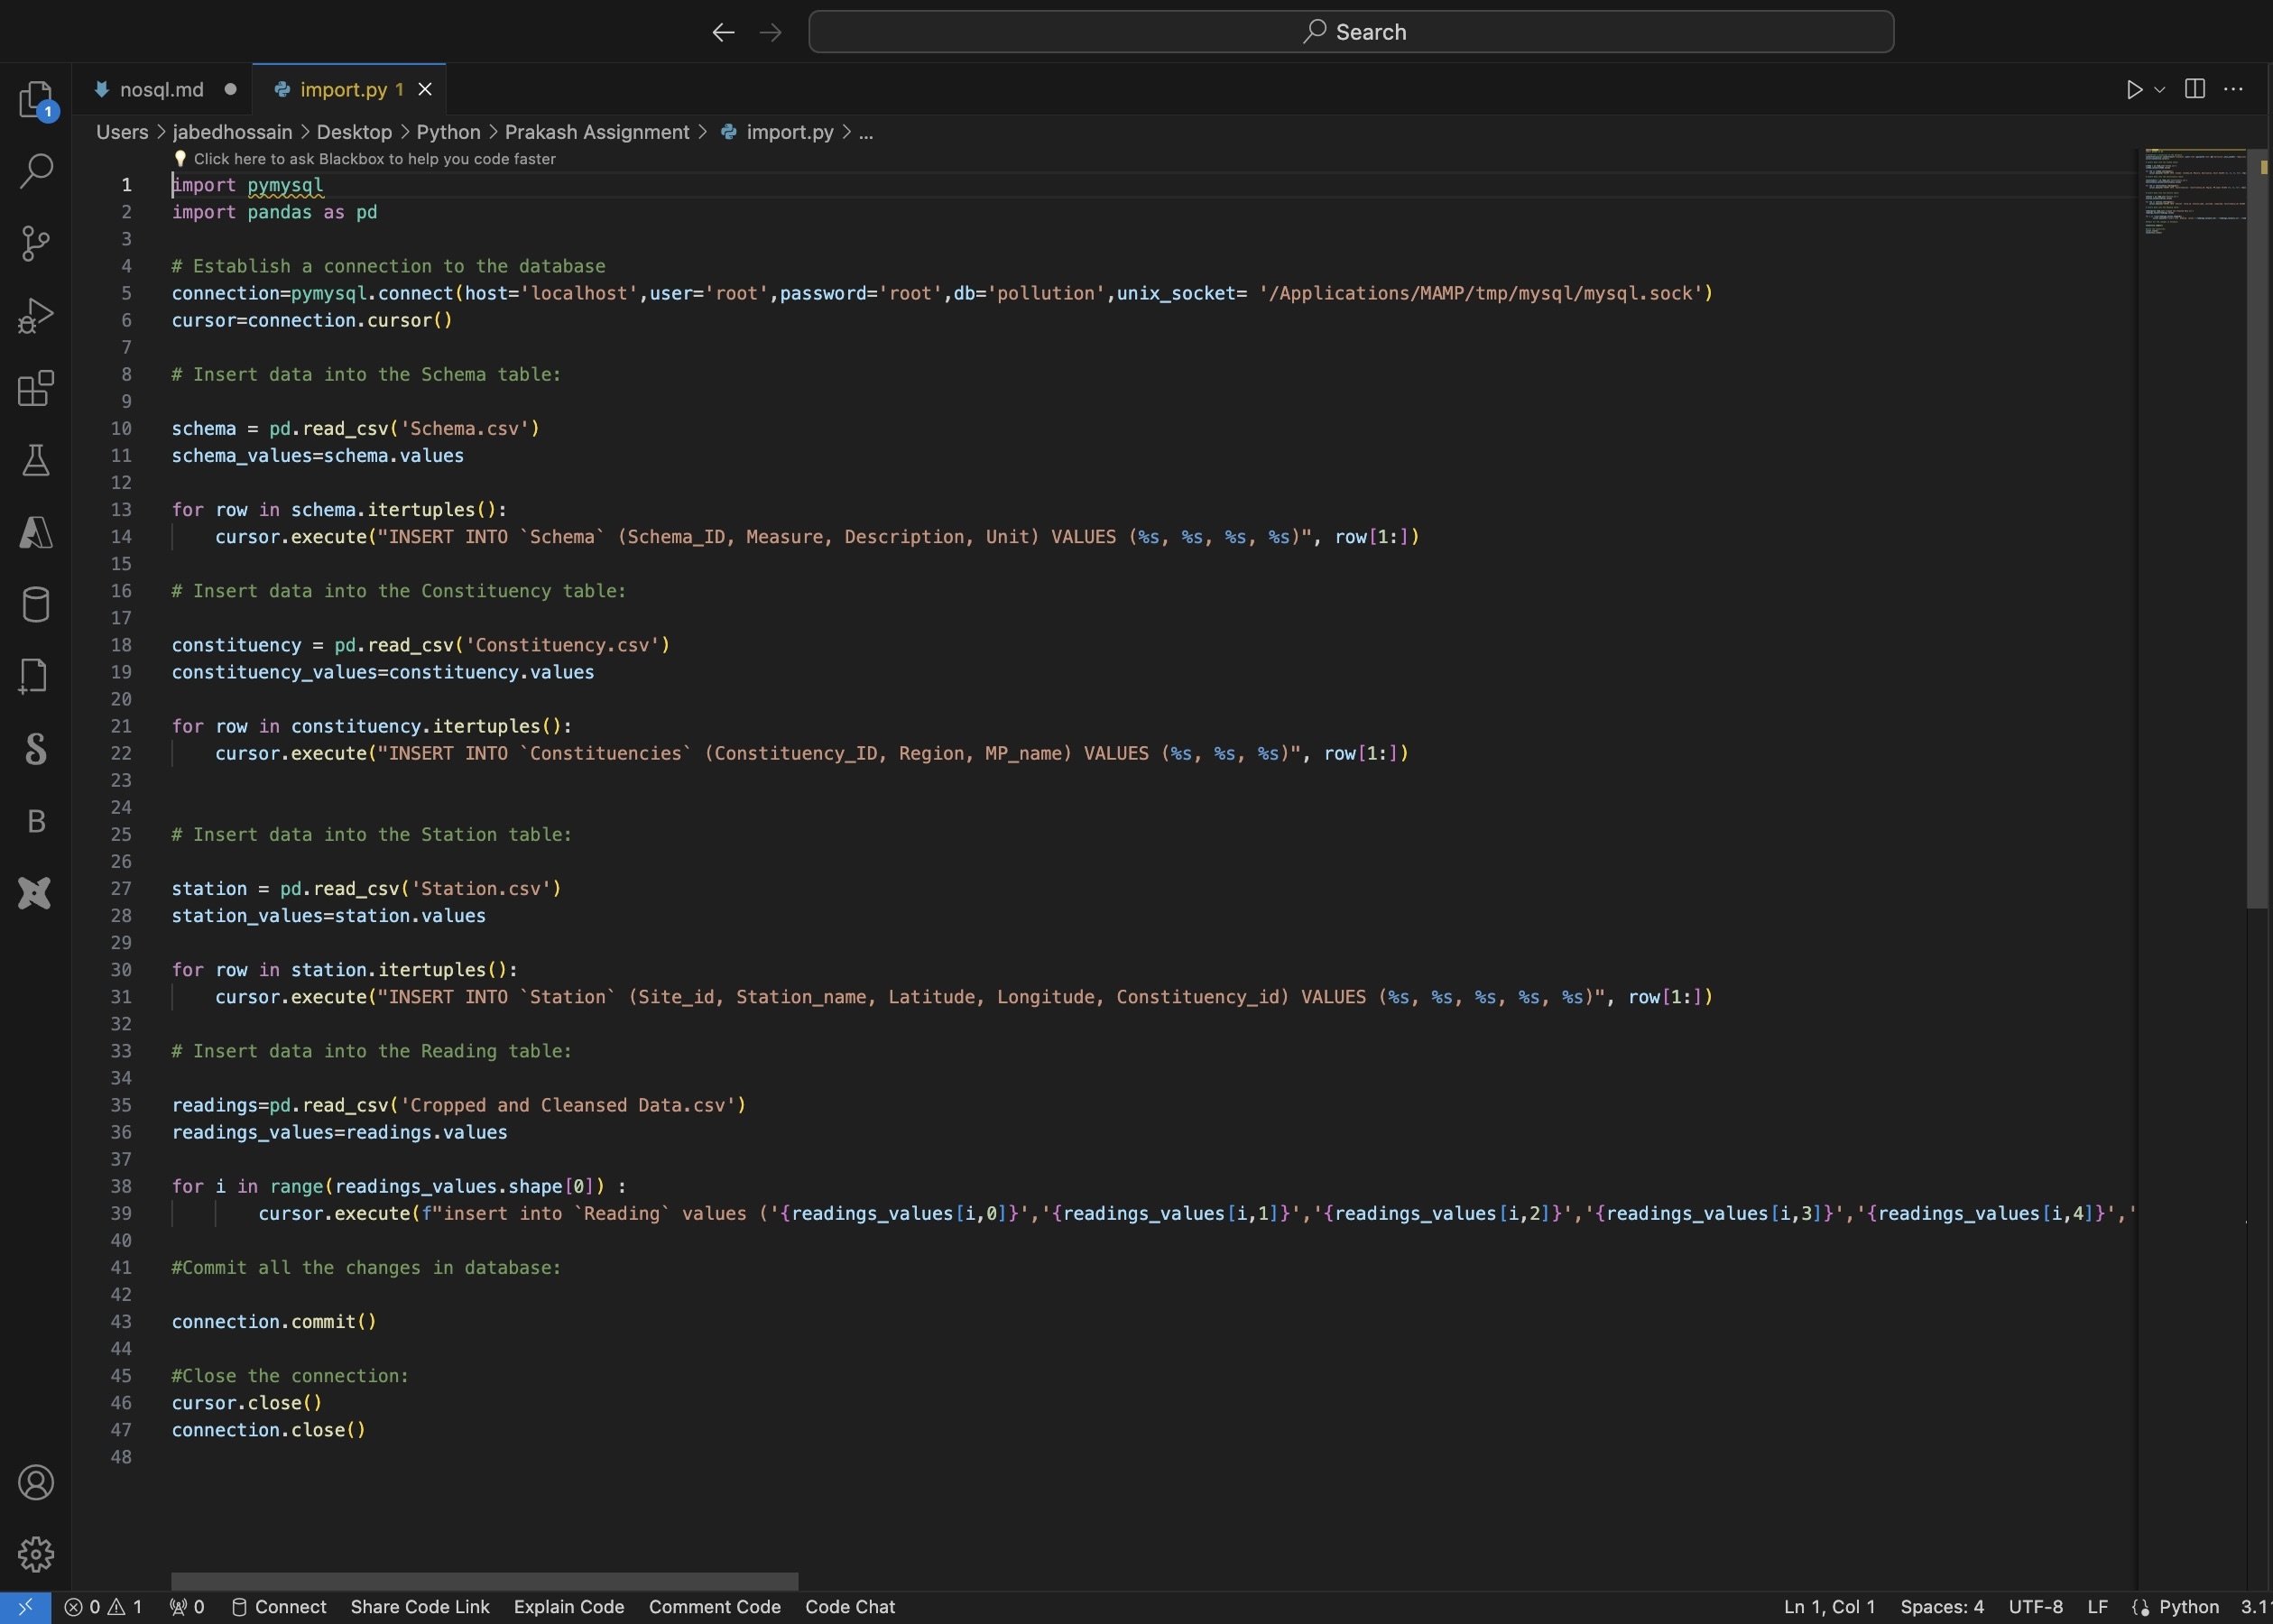 Search
1
nosql.md
import.py 1
Users > jabedhossain > Desktop > Python > Prakash Assignment > import.py > ...
Click here to ask Blackbox to help you code faster
1 import pymysql
2 import pandas as pd
3
4 # Establish a connection to the database
5 connection=pymysql.connect(host='localhost',user='root',password='root',db='pollution',unix_socket= '/Applications/MAMP/tmp/mysql/mysql.sock')
6 cursor=connection.cursor()
7
8 # Insert data into the Schema table:
9
10 schema = pd.read_csv('Schema.csv')
11 schema_values=schema.values
12
13 for row in schema.itertuples():
14     cursor.execute("INSERT INTO `Schema` (Schema_ID, Measure, Description, Unit) VALUES (%s, %s, %s, %s)", row[1:])
15
16 # Insert data into the Constituency table:
17
18 constituency = pd.read_csv('Constituency.csv')
19 constituency_values=constituency.values
20
21 for row in constituency.itertuples():
22     cursor.execute("INSERT INTO `Constituencies` (Constituency_ID, Region, MP_name) VALUES (%s, %s, %s)", row[1:])
23
24
25 # Insert data into the Station table:
26
27 station = pd.read_csv('Station.csv')
28 station_values=station.values
29
30 for row in station.itertuples():
31     cursor.execute("INSERT INTO `Station` (Site_id, Station_name, Latitude, Longitude, Constituency_id) VALUES (%s, %s, %s, %s, %s)", row[1:])
32
33 # Insert data into the Reading table:
34
35 readings=pd.read_csv('Cropped and Cleansed Data.csv')
36 readings_values=readings.values
37
38 for i in range(readings_values.shape[0]) :
39         cursor.execute(f"insert into `Reading` values ('{readings_values[i,0]}','{readings_values[i,1]}','{readings_values[i,2]}','{readings_values[i,3]}','{readings_values[i,4]}','
40
41 #Commit all the changes in database:
42
43 connection.commit()
44
45 #Close the connection:
46 cursor.close()
47 connection.close()
48
B
0 1 0 Connect Share Code Link Explain Code Comment Code Code Chat Ln 1, Col 1 Spaces: 4 UTF-8 LF Python